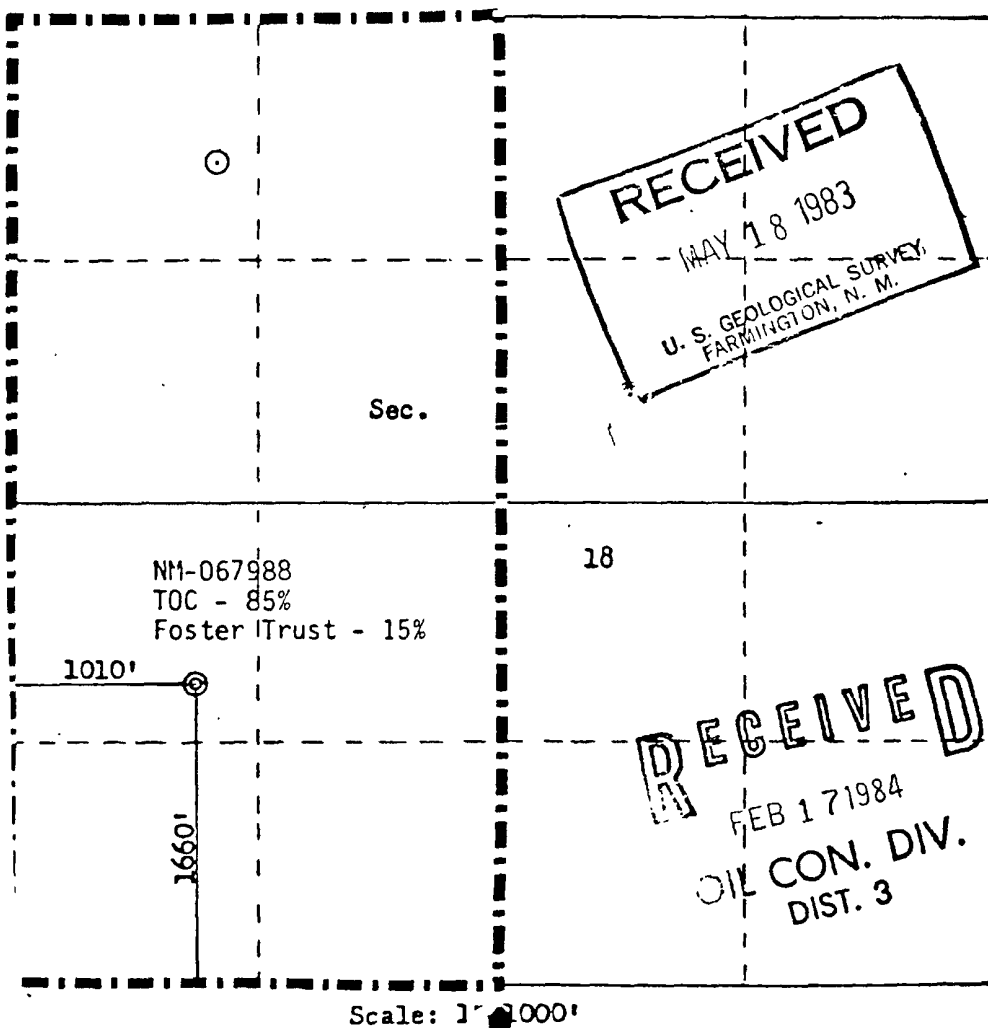 RECEIVED
MAY 18 1983
U. S. GEOLOGICAL SURVEY,
FARMINGTON, N. M.
Sec.
18
NM-067988
TOC - 85%
Foster Trust - 15%
1010'
1660'
RECEIVED
FEB 17 1984
OIL CON. DIV.
DIST. 3
Scale: 1" 1000'